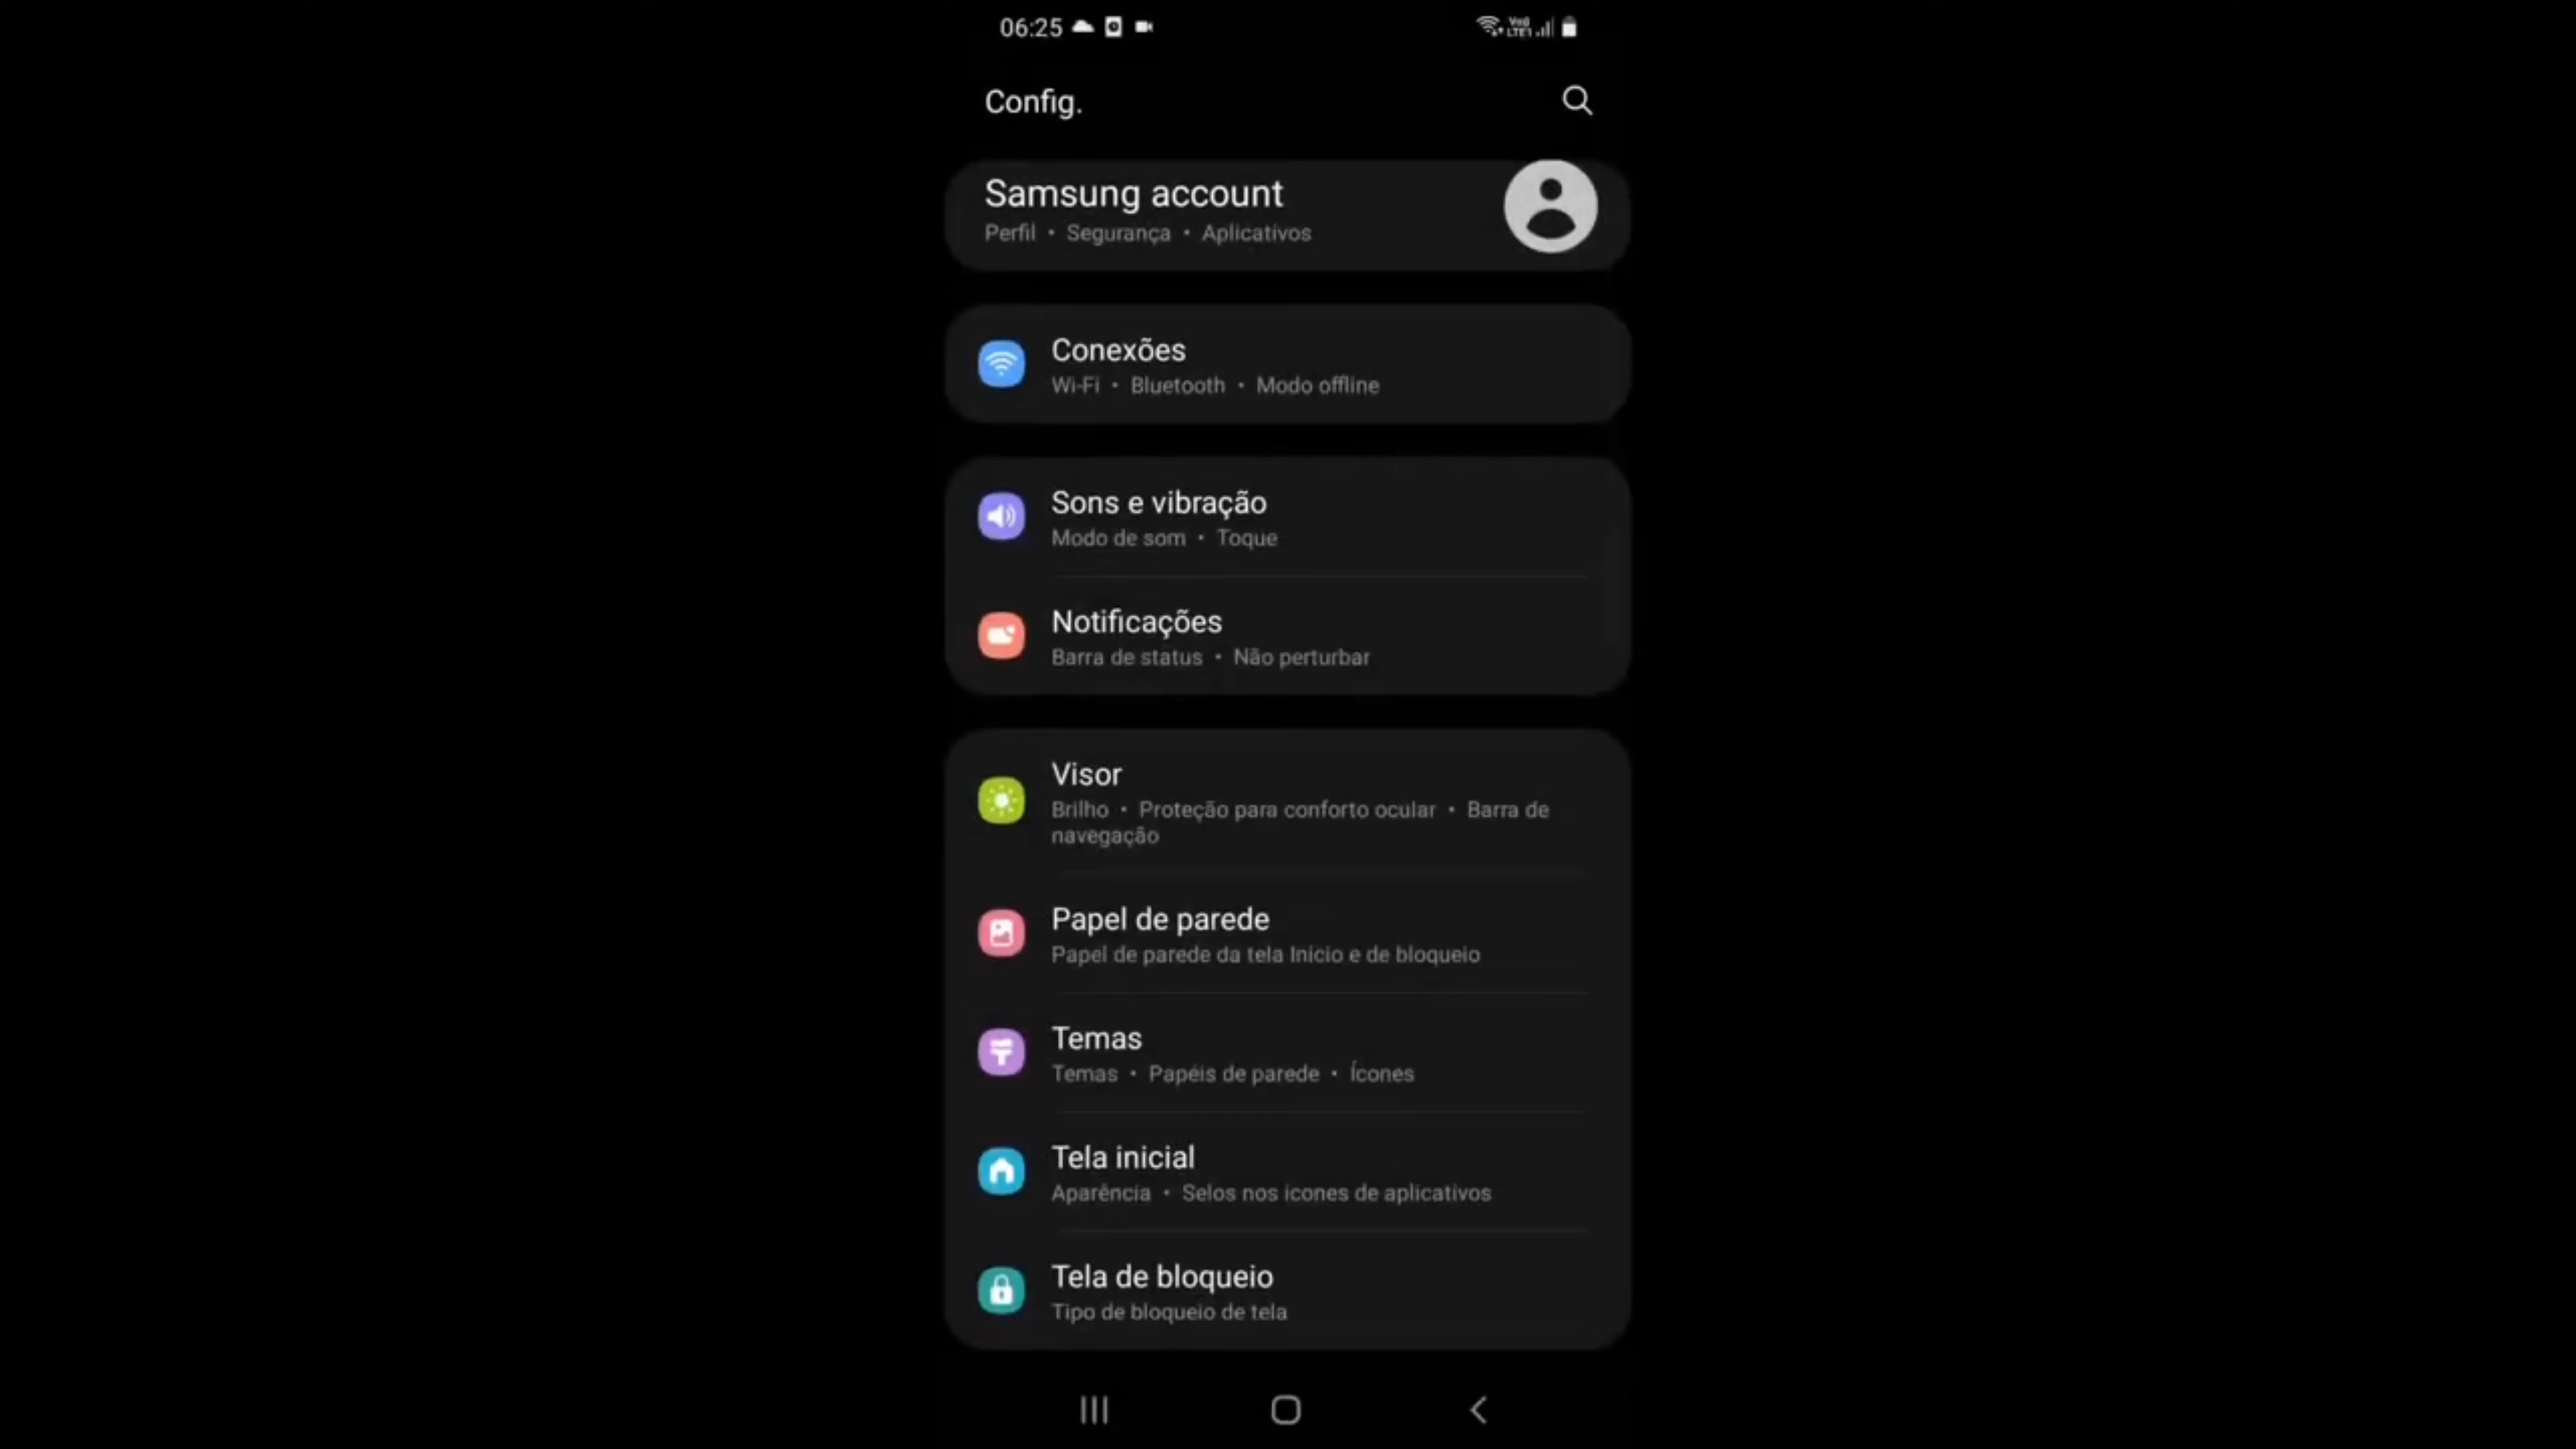 06:25
Config.
Samsung account
Perfil • Segurança • Aplicativos
Conexões
Wi-Fi • Bluetooth • Modo offline
Sons e vibração
Modo de som • Toque
Notificações
Barra de status • Não perturbar
Visor
Brilho • Proteção para conforto ocular • Barra de
navegação
Papel de parede
Papel de parede da tela Início e de bloqueio
Temas
Temas • Papéis de parede • Ícones
Tela inicial
Aparência • Selos nos ícones de aplicativos
Tela de bloqueio
Tipo de bloqueio de tela